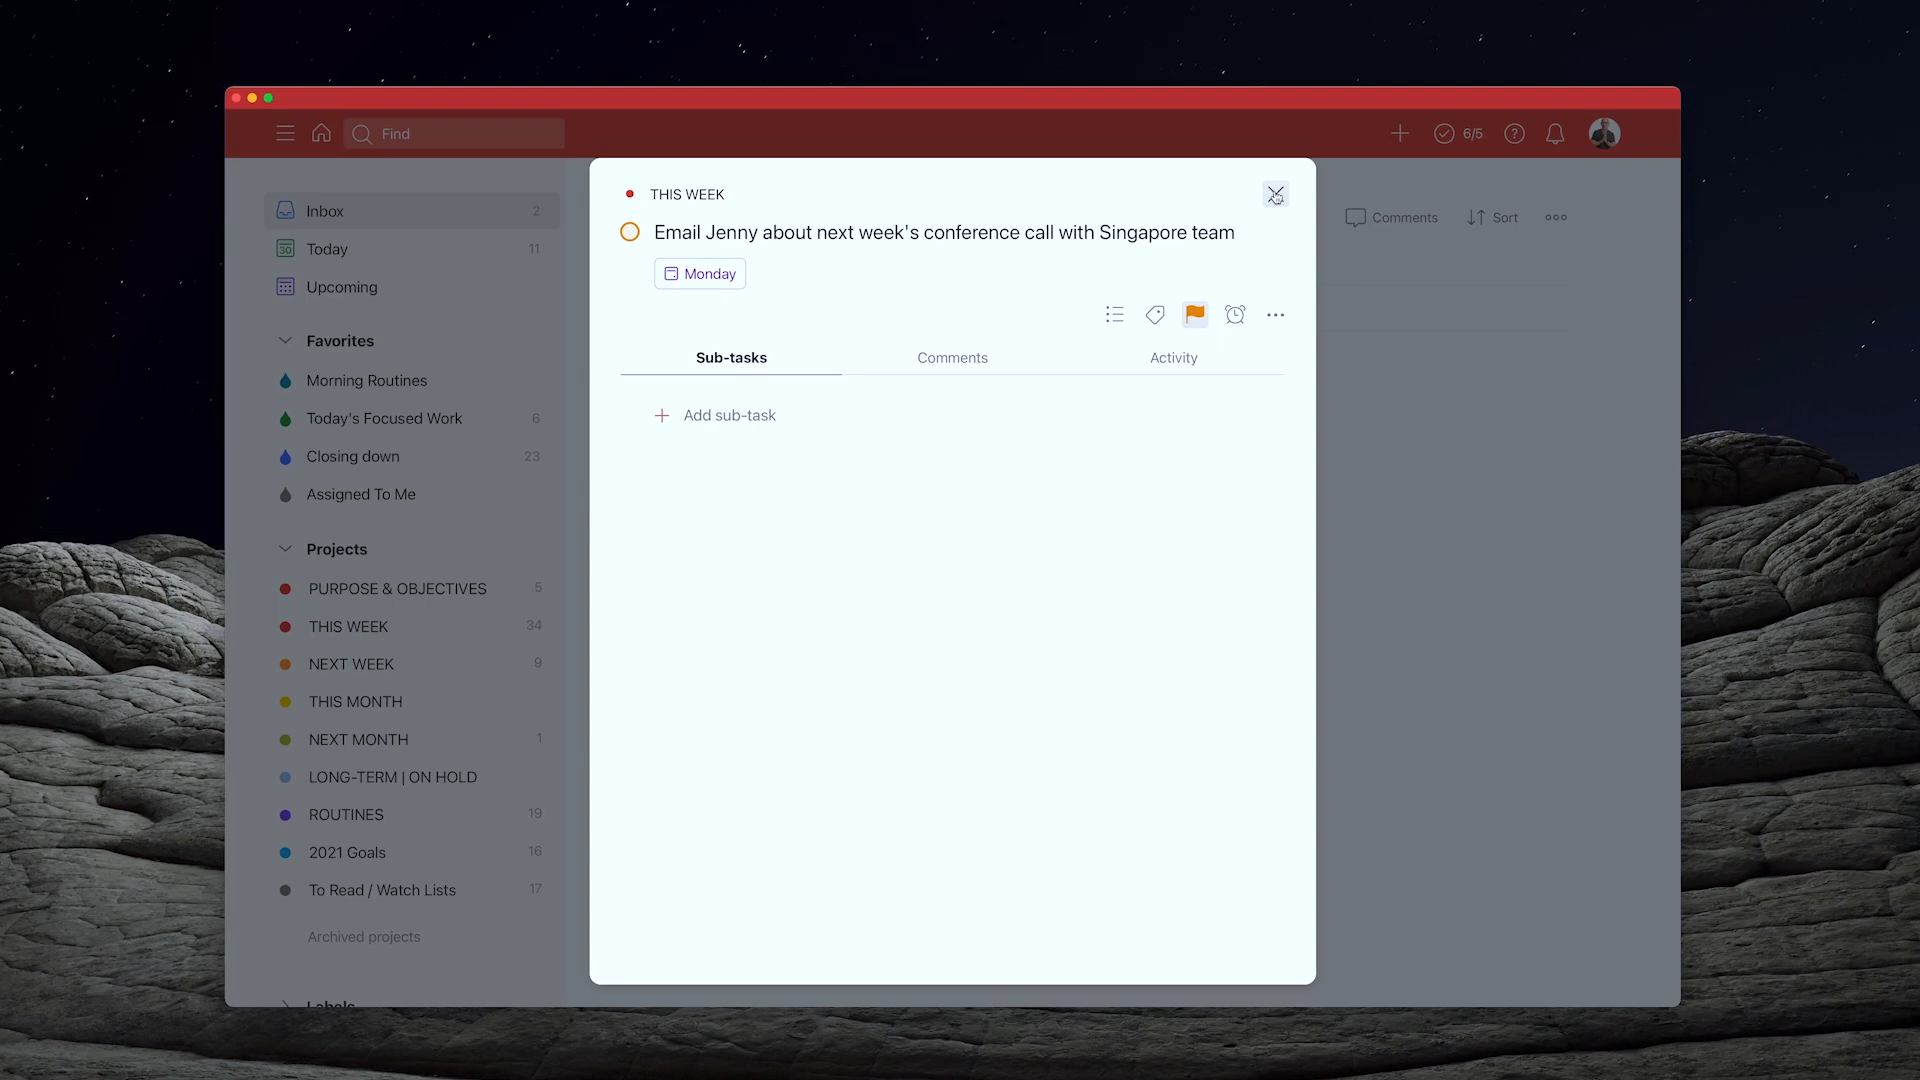 Find
6/5
THIS WEEK
Email Jenny about next week's conference call with Singapore team
Monday
Sub-tasks
Comments
Activity
Add sub-task
Comments
Sort
Inbox 2
30 Today 11
Upcoming
Favorites
Morning Routines
Today's Focused Work 6
Closing down 23
Assigned To Me
Projects
PURPOSE & OBJECTIVES 5
THIS WEEK 34
NEXT WEEK 9
THIS MONTH
NEXT MONTH 1
LONG-TERM | ON HOLD
ROUTINES 19
2021 Goals 16
To Read / Watch Lists 17
Archived projects
Labels